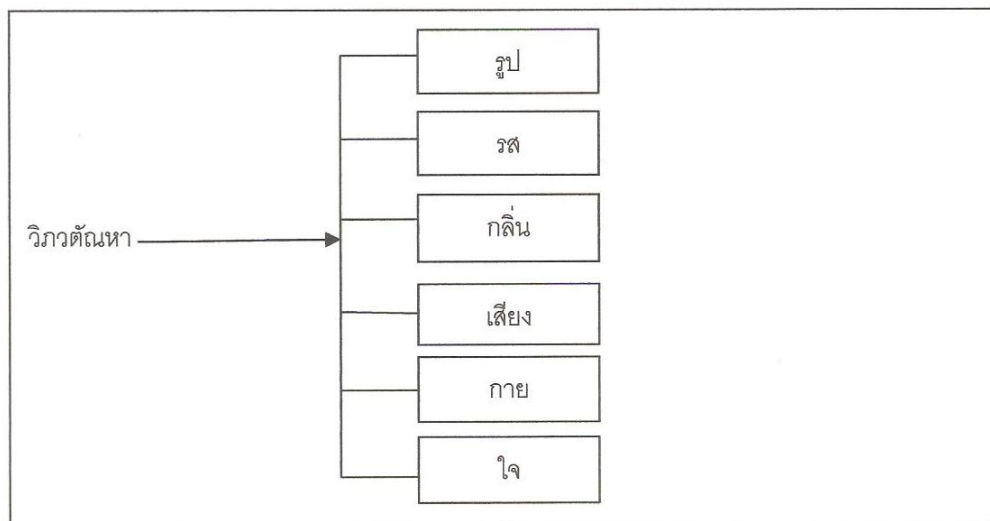 รูป
รส
กลิ่น
วิภวตัณหา
เสียง
กาย
ใจ